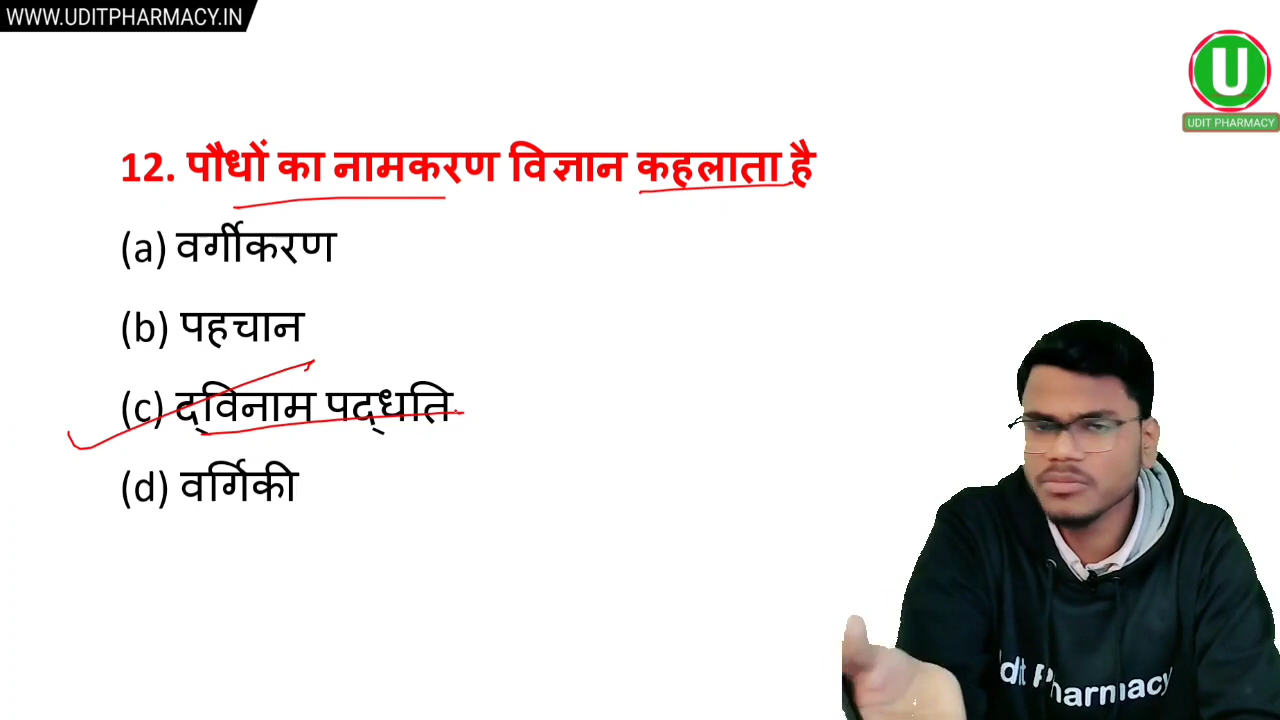 WWW.UDITPHARMACY.IN
U
UDIT PHARMACY
12. पौधों का नामकरण विज्ञान कहलाता है
(a) वर्गीकरण
(b) पहचान
(c) द्विनाम पद्धति
(d) वर्गिकी
Udit Pharmacy